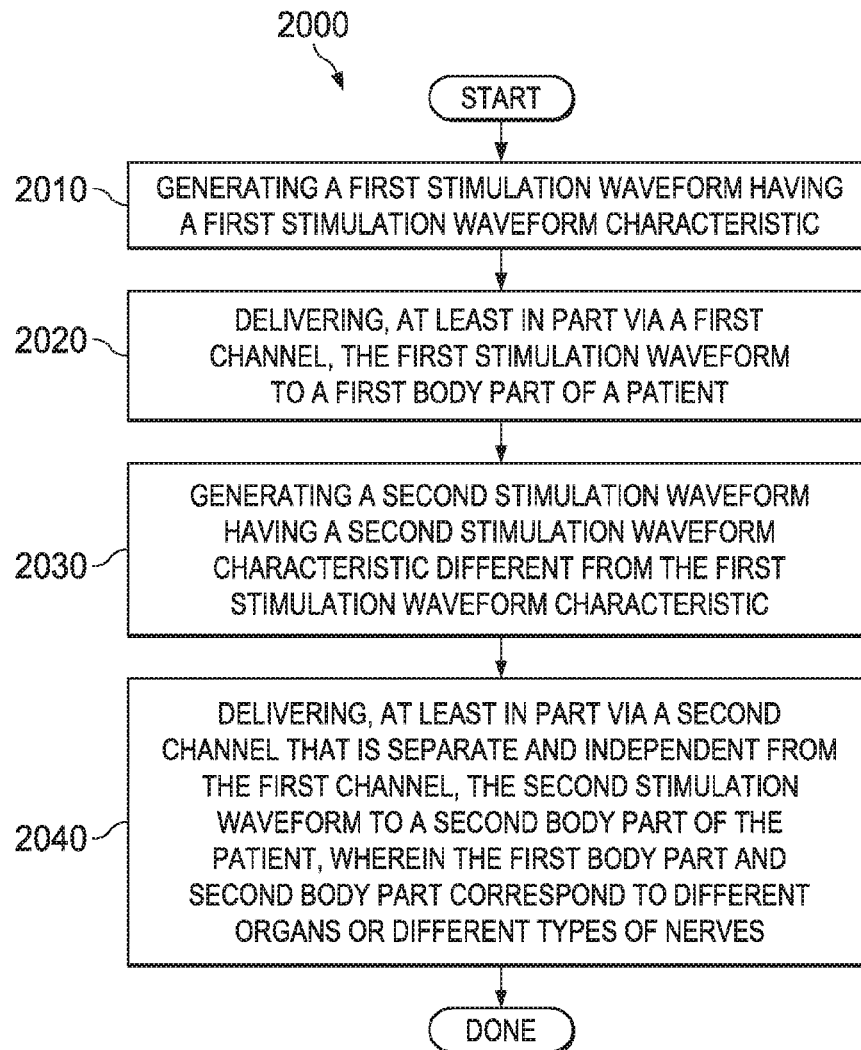 2000
START
2010
GENERATING A FIRST STIMULATION WAVEFORM HAVING
A FIRST STIMULATION WAVEFORM CHARACTERISTIC
2020
DELIVERING, AT LEAST IN PART VIA A FIRST
CHANNEL, THE FIRST STIMULATION WAVEFORM
TO A FIRST BODY PART OF A PATIENT
2030
GENERATING A SECOND STIMULATION WAVEFORM
HAVING A SECOND STIMULATION WAVEFORM
CHARACTERISTIC DIFFERENT FROM THE FIRST
STIMULATION WAVEFORM CHARACTERISTIC
2040
DELIVERING, AT LEAST IN PART VIA A SECOND
CHANNEL THAT IS SEPARATE AND INDEPENDENT FROM
THE FIRST CHANNEL, THE SECOND STIMULATION
WAVEFORM TO A SECOND BODY PART OF THE
PATIENT, WHEREIN THE FIRST BODY PART AND
SECOND BODY PART CORRESPOND TO DIFFERENT
ORGANS OR DIFFERENT TYPES OF NERVES
DONE